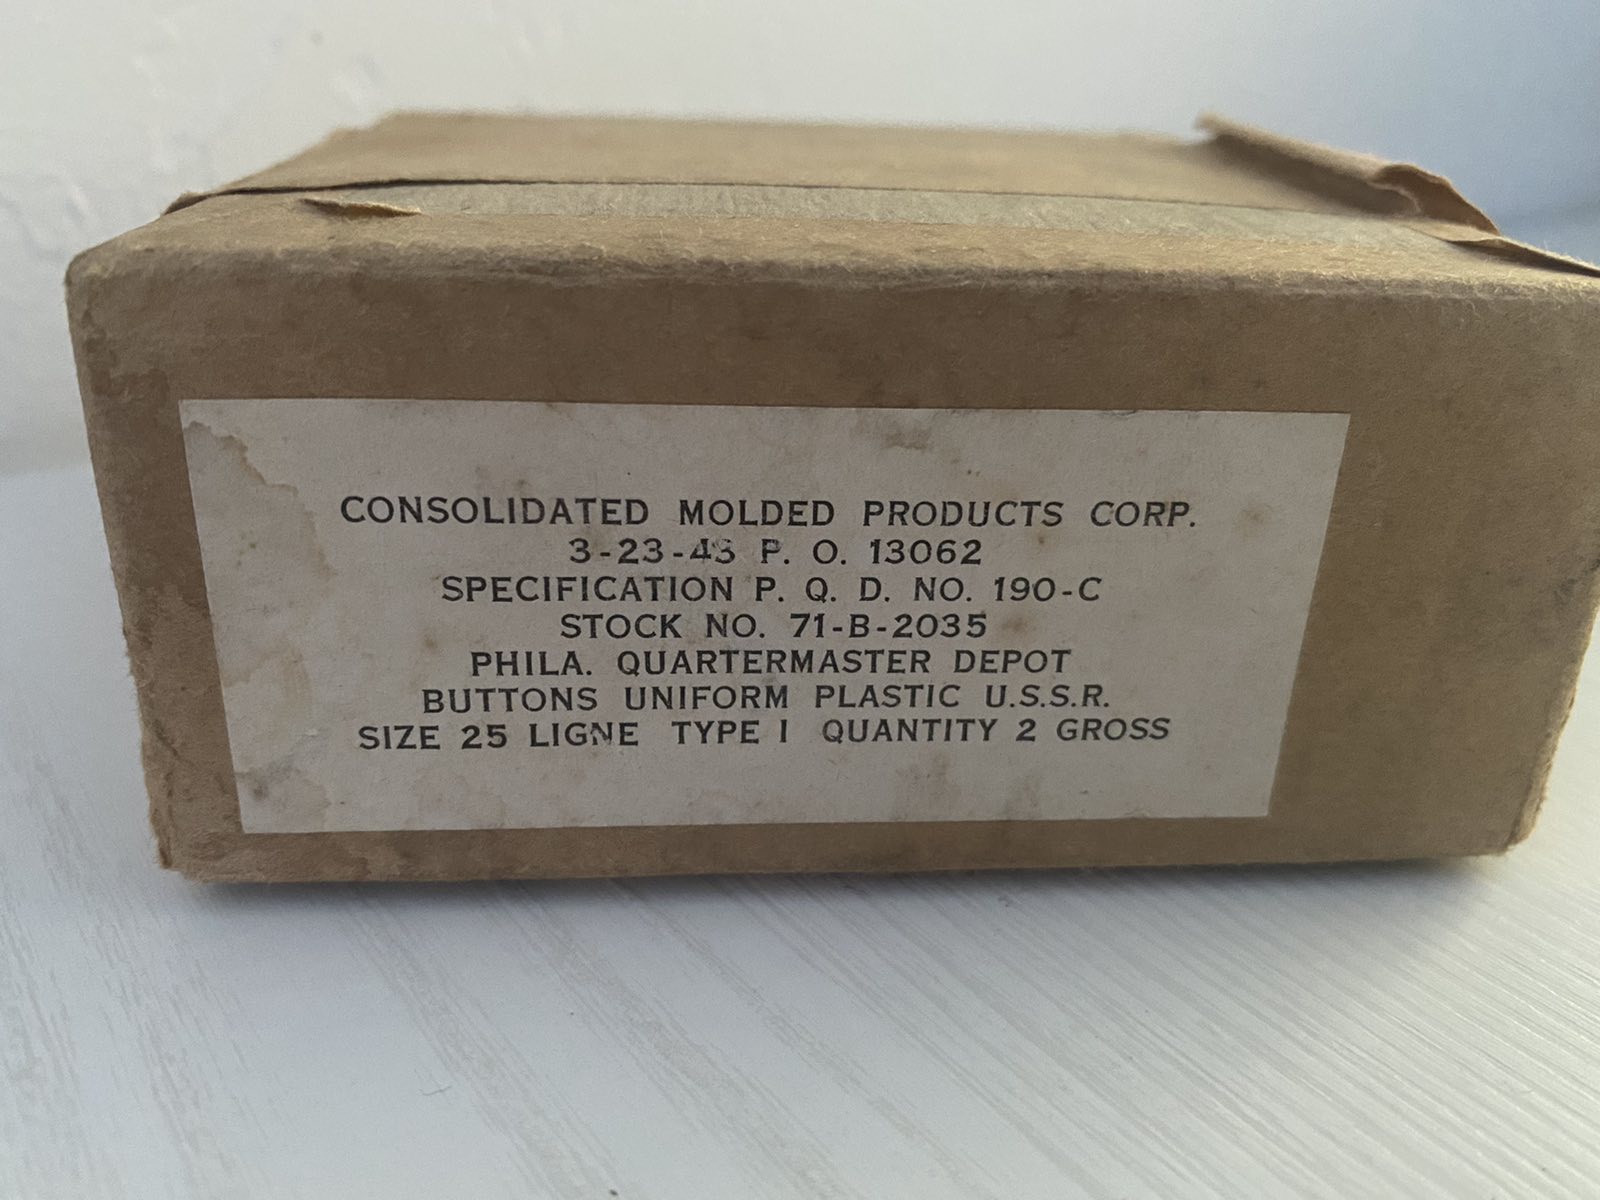 CONSOLIDATED MOLDED PRODUCTS CORP.
3-23-43 P. O. 13062
SPECIFICATION P. Q. D. NO. 190-C
STOCK NO. 71-B-2035
PHILA. QUARTERMASTER DEPOT
BUTTONS UNIFORM PLASTIC U.S.S.R.
SIZE 25 LIGNE TYPE I QUANTITY 2 GROSS